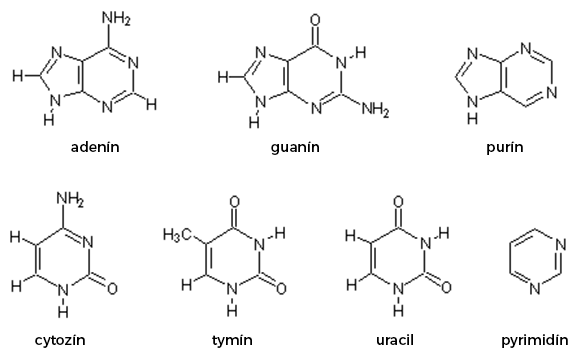 NH₂ O
N N N H N N
H H N N
N N H N N NH₂ N N
H H H
adenín guanín purín
NH₂ O O
H N H₃C N H H N H N
H N O H N O H N O N
H H H
cytozín tymín uracil pyrimidín